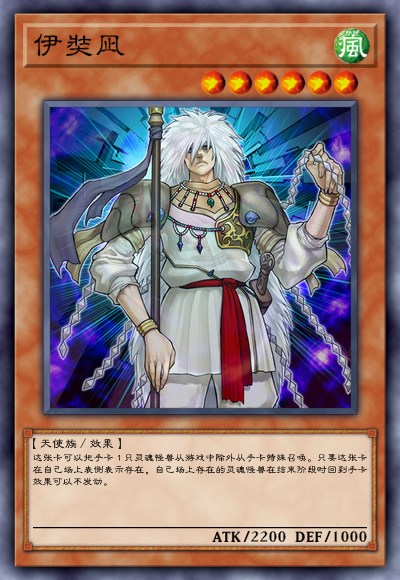 伊奘凪
風
【天使族／效果】
这张卡可以把手卡1只灵魂怪兽从游戏中除外从手卡特殊召唤。只要这张卡
在自己场上表侧表示存在，自己场上存在的灵魂怪兽在结束阶段时回到手卡
效果可以不发动。
ATK/2200 DEF/1000